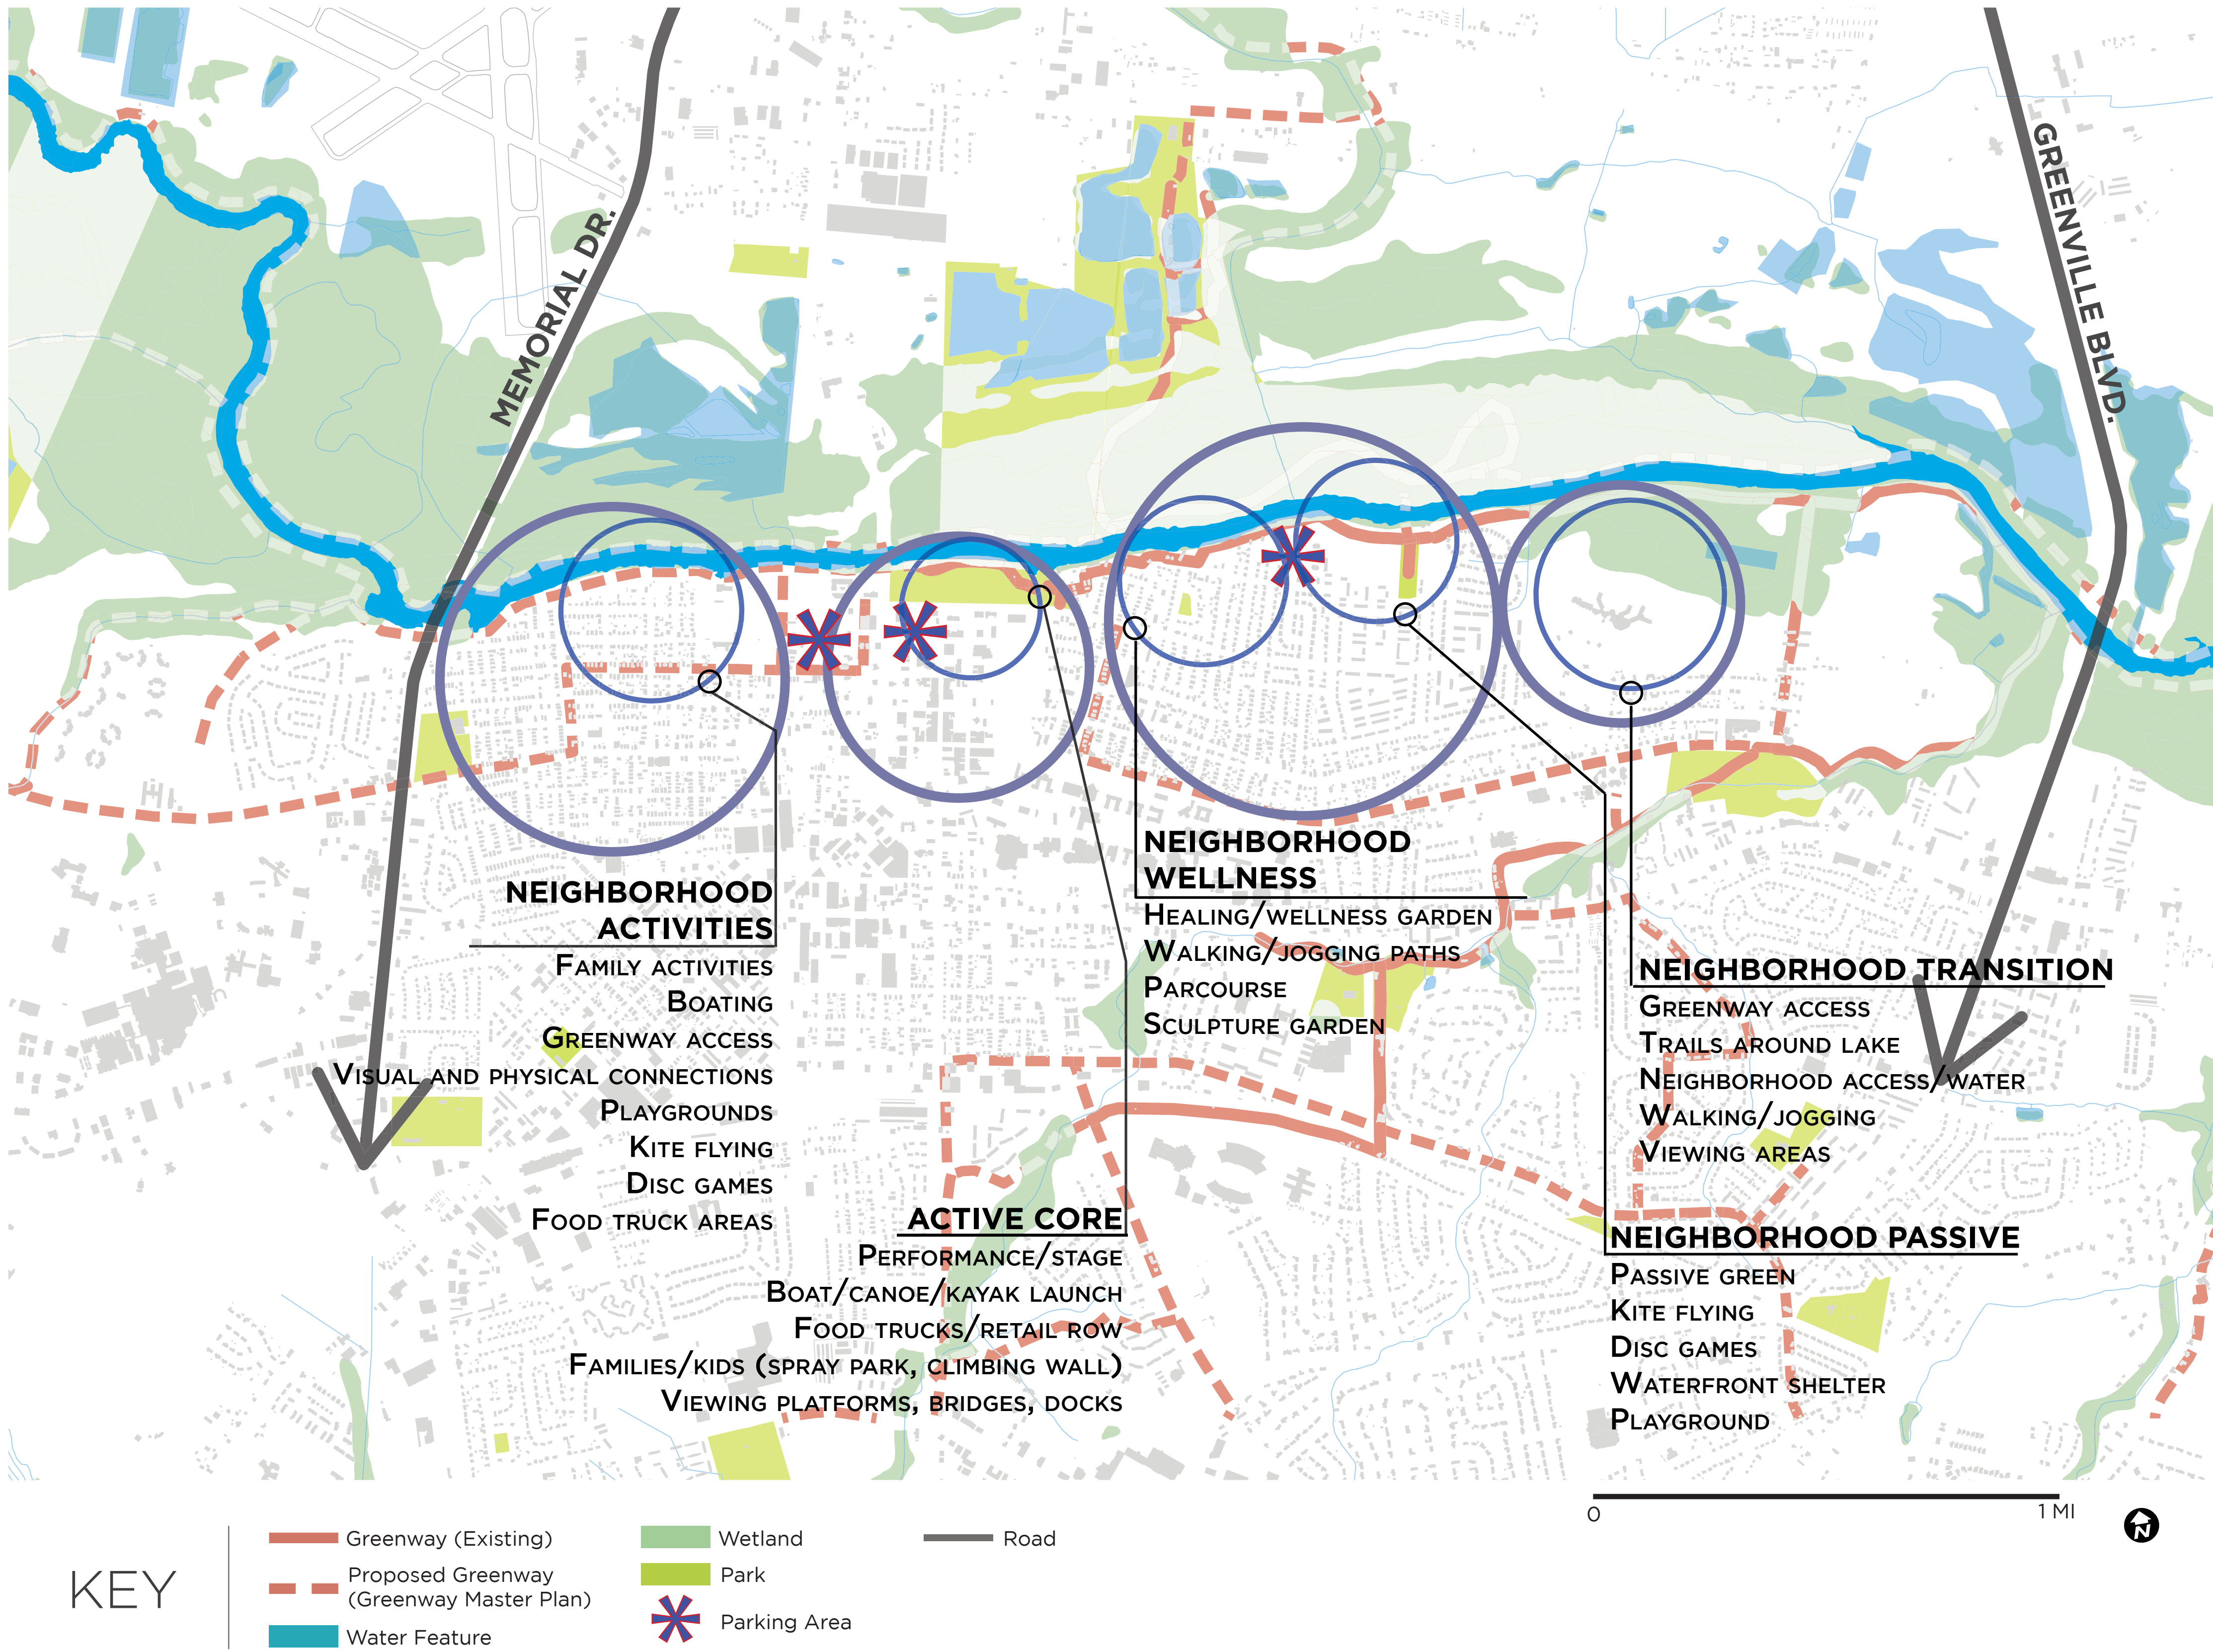 MEMORIAL DR.
GREENVILLE BLVD.
NEIGHBORHOOD
ACTIVITIES
Family activities
Boating
Greenway access
Visual and physical connections
Playgrounds
Kite flying
Disc games
Food truck areas
ACTIVE CORE
Performance/stage
Boat/canoe/kayak launch
Food trucks/retail row
Families/kids (spray park, climbing wall)
Viewing platforms, bridges, docks
NEIGHBORHOOD
WELLNESS
Healing/wellness garden
Walking/jogging paths
Parcourse
Sculpture garden
NEIGHBORHOOD TRANSITION
Greenway access
Trails around lake
Neighborhood access/water
Walking/jogging
Viewing areas
NEIGHBORHOOD PASSIVE
Passive green
Kite flying
Disc games
Waterfront shelter
Playground
0
1 MI
N
KEY
Greenway (Existing)
Proposed Greenway
(Greenway Master Plan)
Water Feature
Wetland
Park
Parking Area
Road